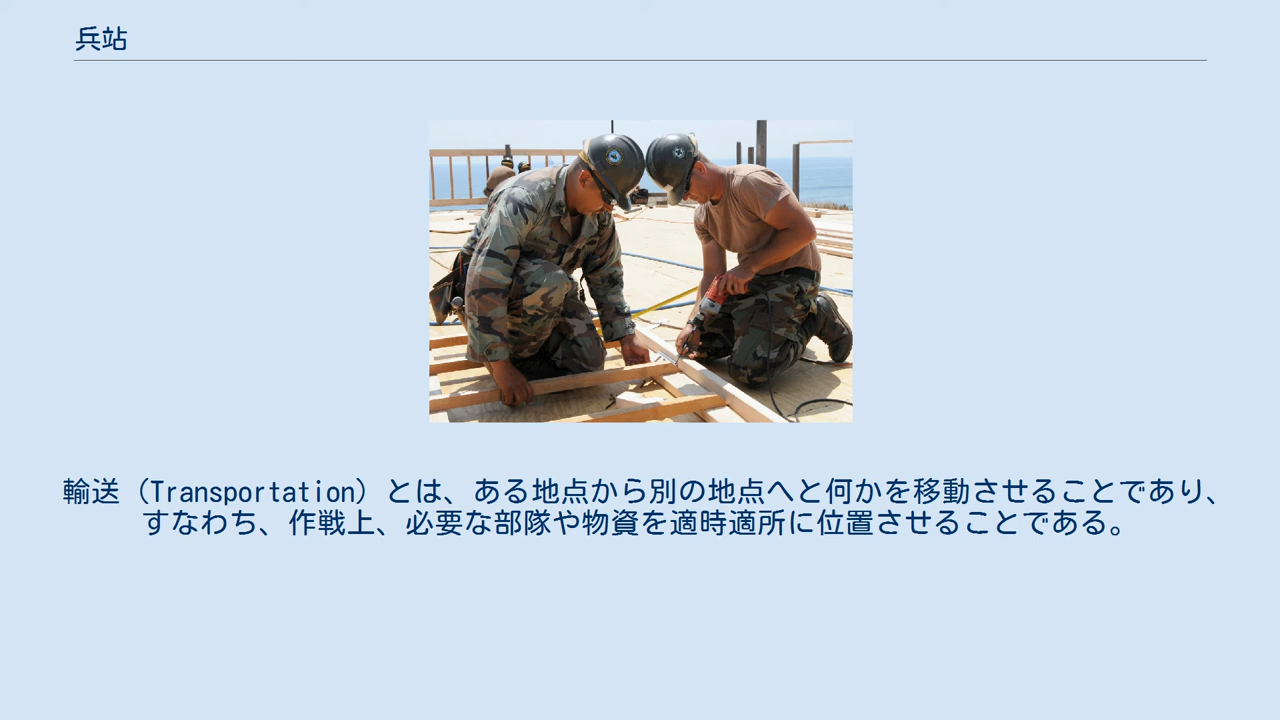 兵站
輸送（Transportation）とは、ある地点から別の地点へと何かを移動させることであり、
すなわち、作戦上、必要な部隊や物資を適時適所に位置させることである。